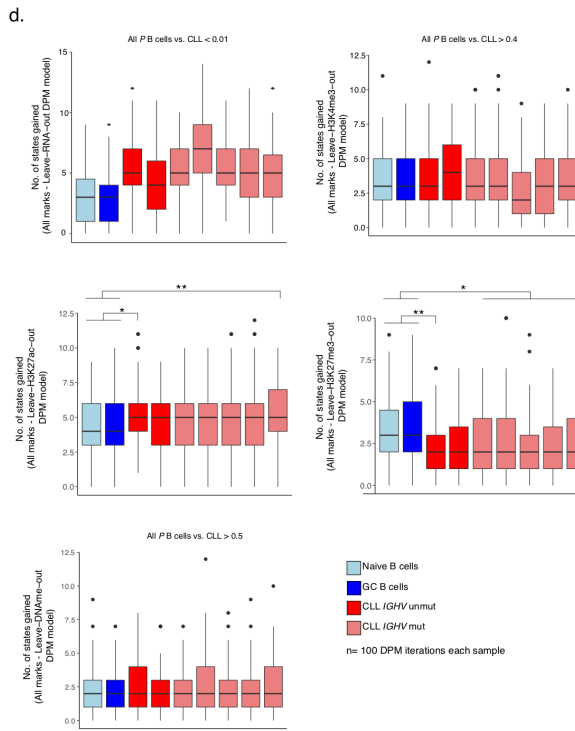 d.
All P B cells vs. CLL < 0.01
No. of states gained
(All marks - Leave−RNA−out DPM model)
15
10
5
0
All P B cells vs. CLL > 0.4
No. of states gained
(All marks - Leave−H3K4me3−out
DPM model)
12.5
10.0
7.5
5.0
2.5
0.0
**
*
No. of states gained
(All marks - Leave−H3K27ac−out
DPM model)
12.5
10.0
7.5
5.0
2.5
0.0
*
**
No. of states gained
(All marks - Leave−H3K27me3−out
DPM model)
10.0
7.5
5.0
2.5
0.0
All P B cells vs. CLL > 0.5
No. of states gained
(All marks - Leave−DNAme−out
DPM model)
12.5
10.0
7.5
5.0
2.5
0.0
Naive B cells
GC B cells
CLL IGHV unmut
CLL IGHV mut
n= 100 DPM iterations each sample